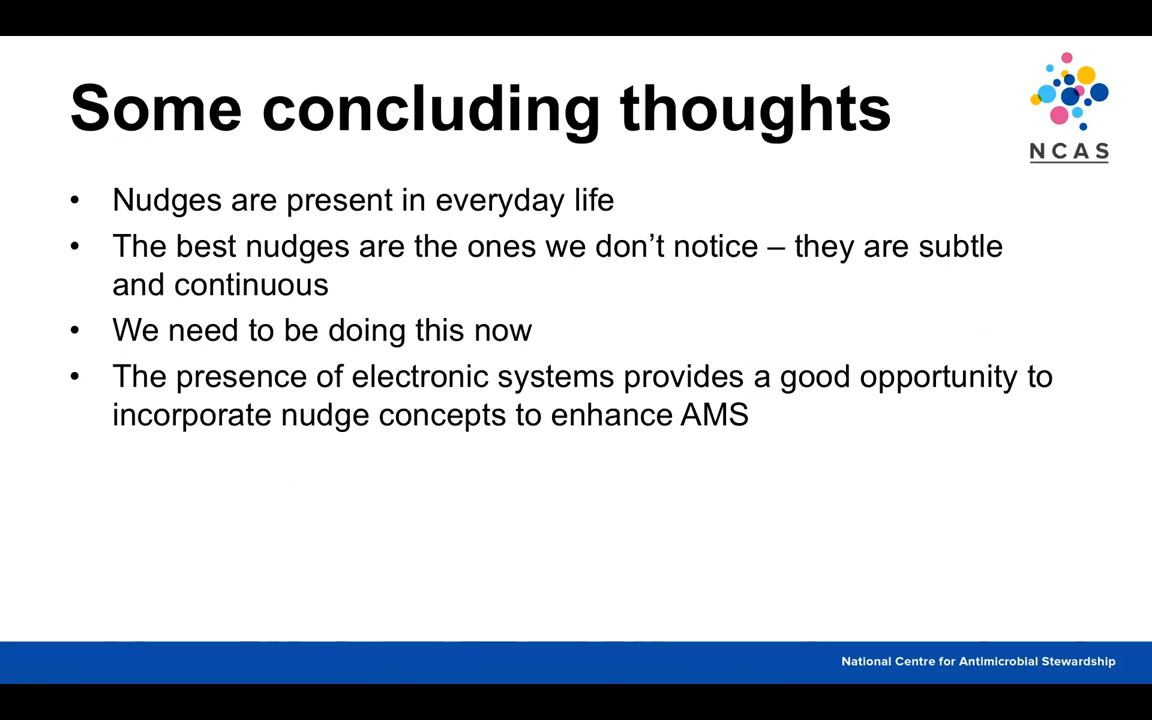 Some concluding thoughts
NCAS
• Nudges are present in everyday life
• The best nudges are the ones we don’t notice – they are subtle
and continuous
• We need to be doing this now
• The presence of electronic systems provides a good opportunity to
incorporate nudge concepts to enhance AMS
National Centre for Antimicrobial Stewardship